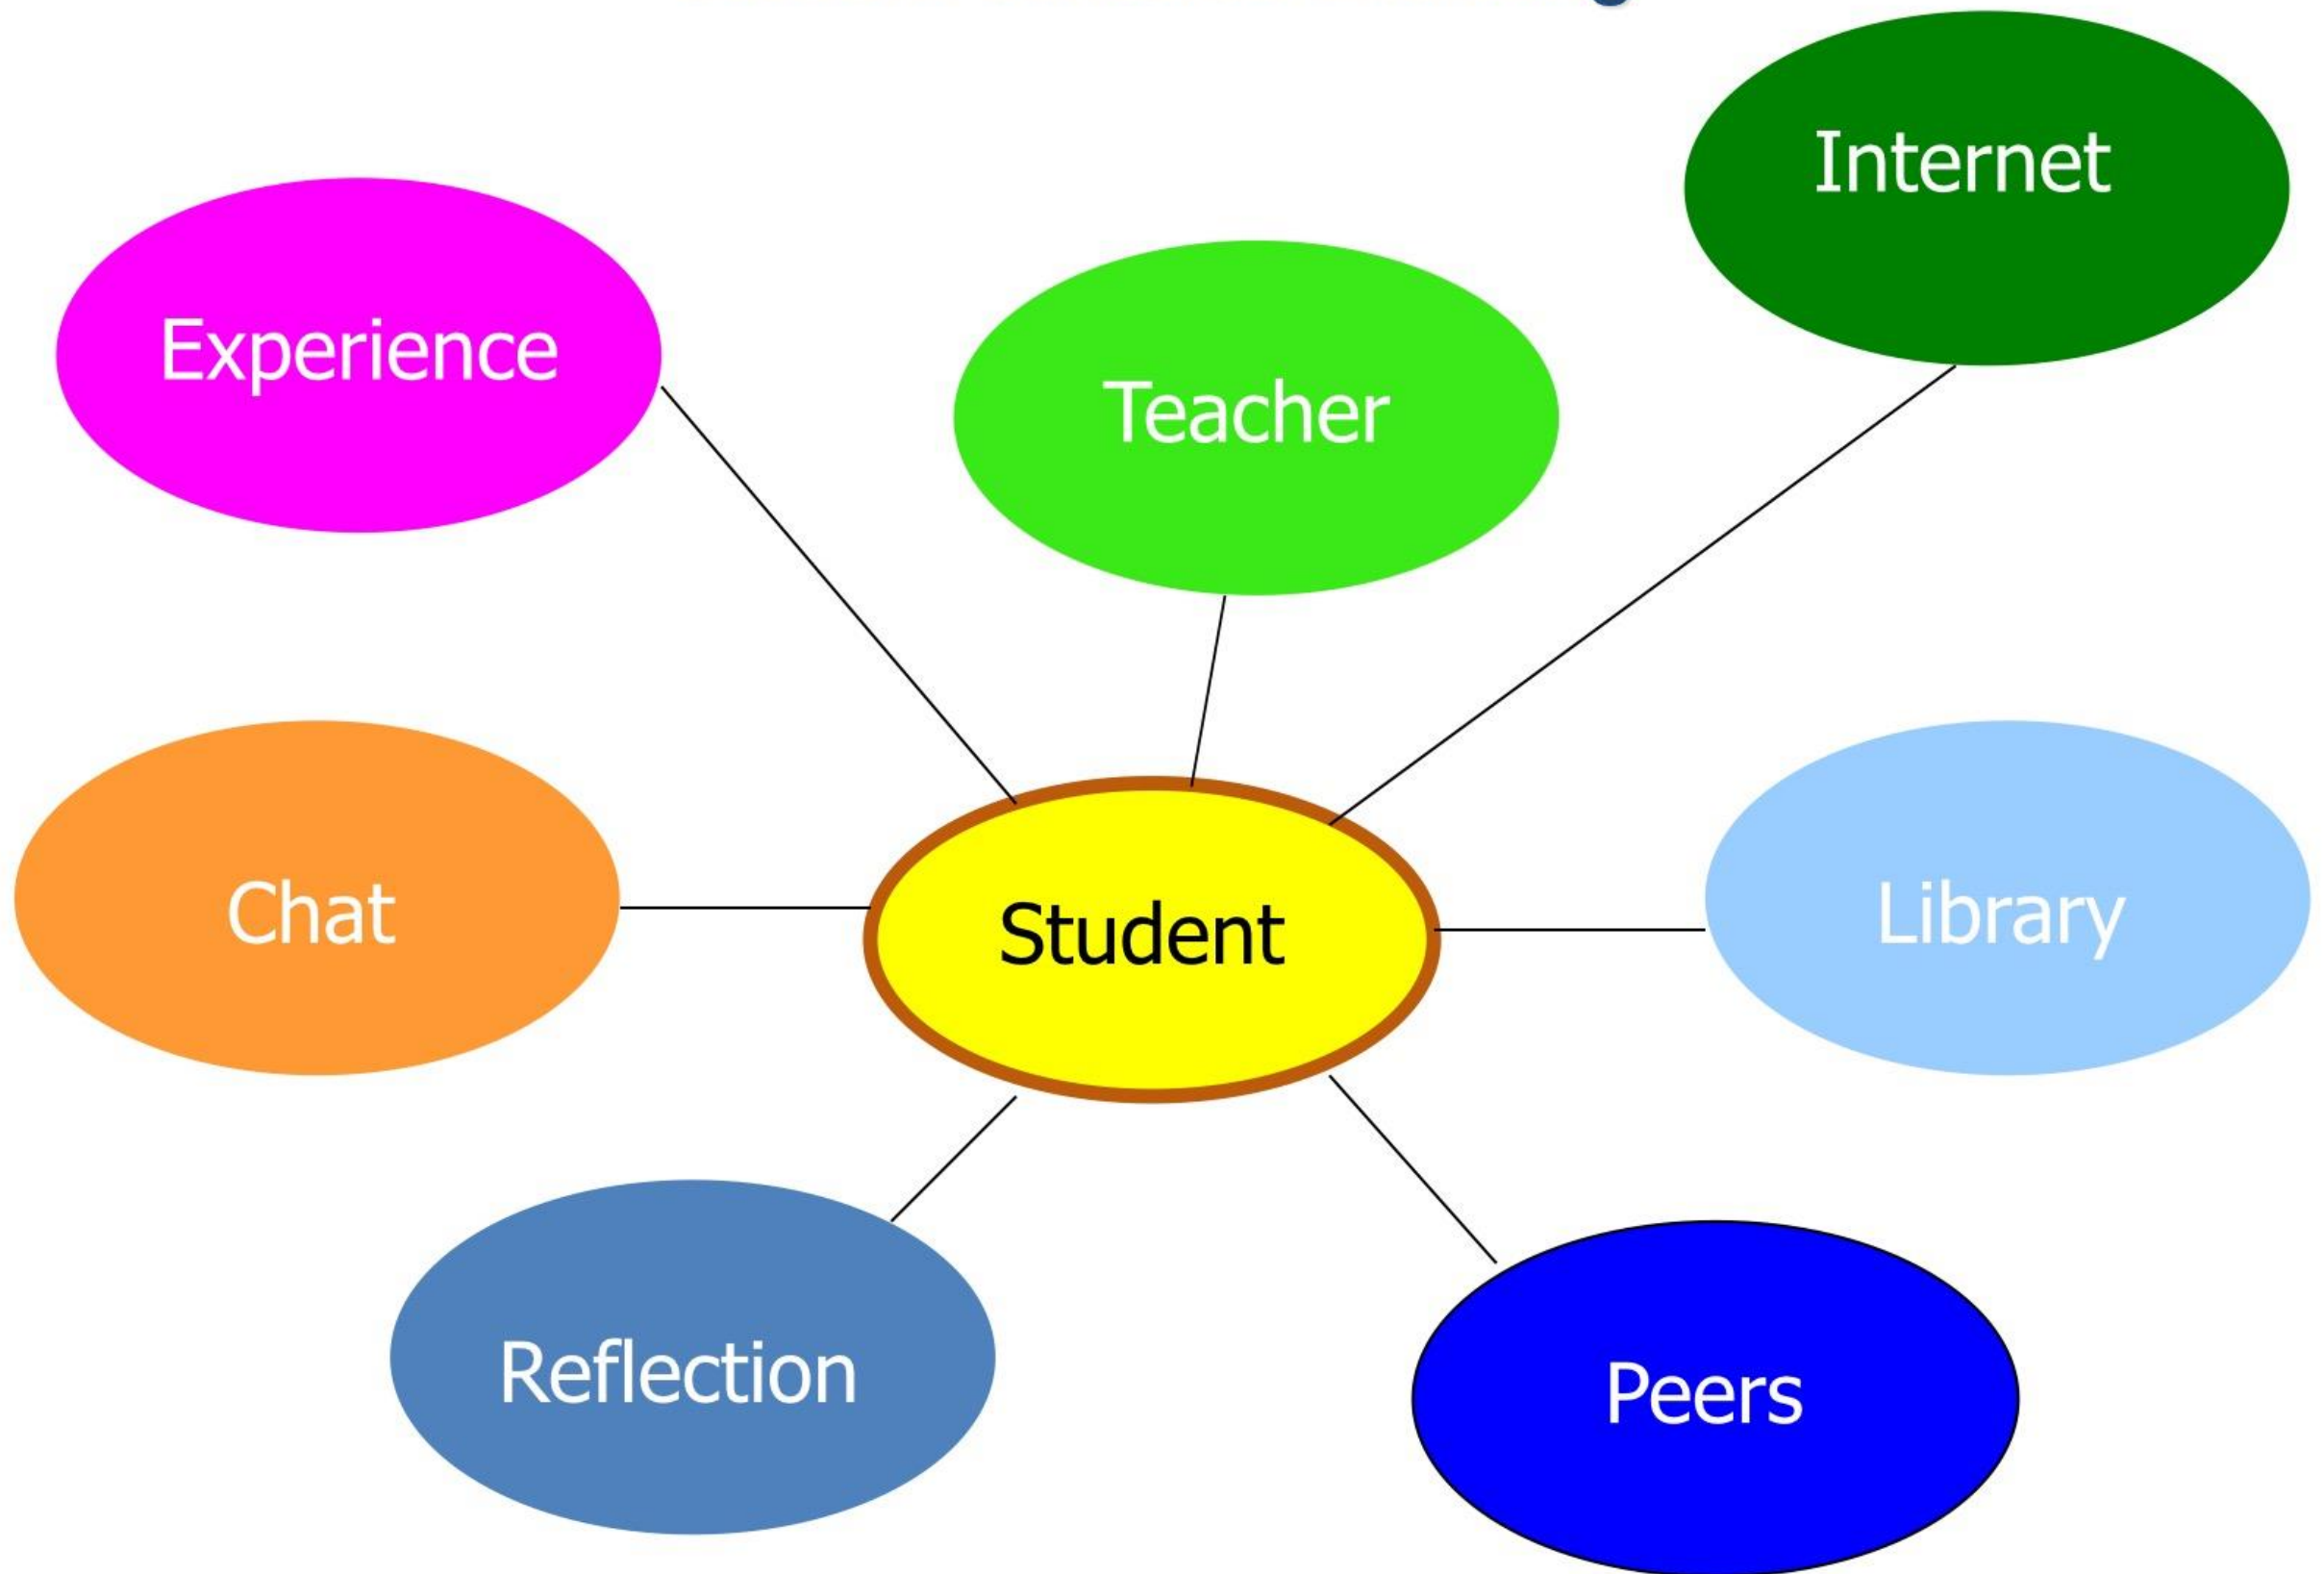 Internet
Experience
Teacher
Chat
Student
Library
Reflection
Peers